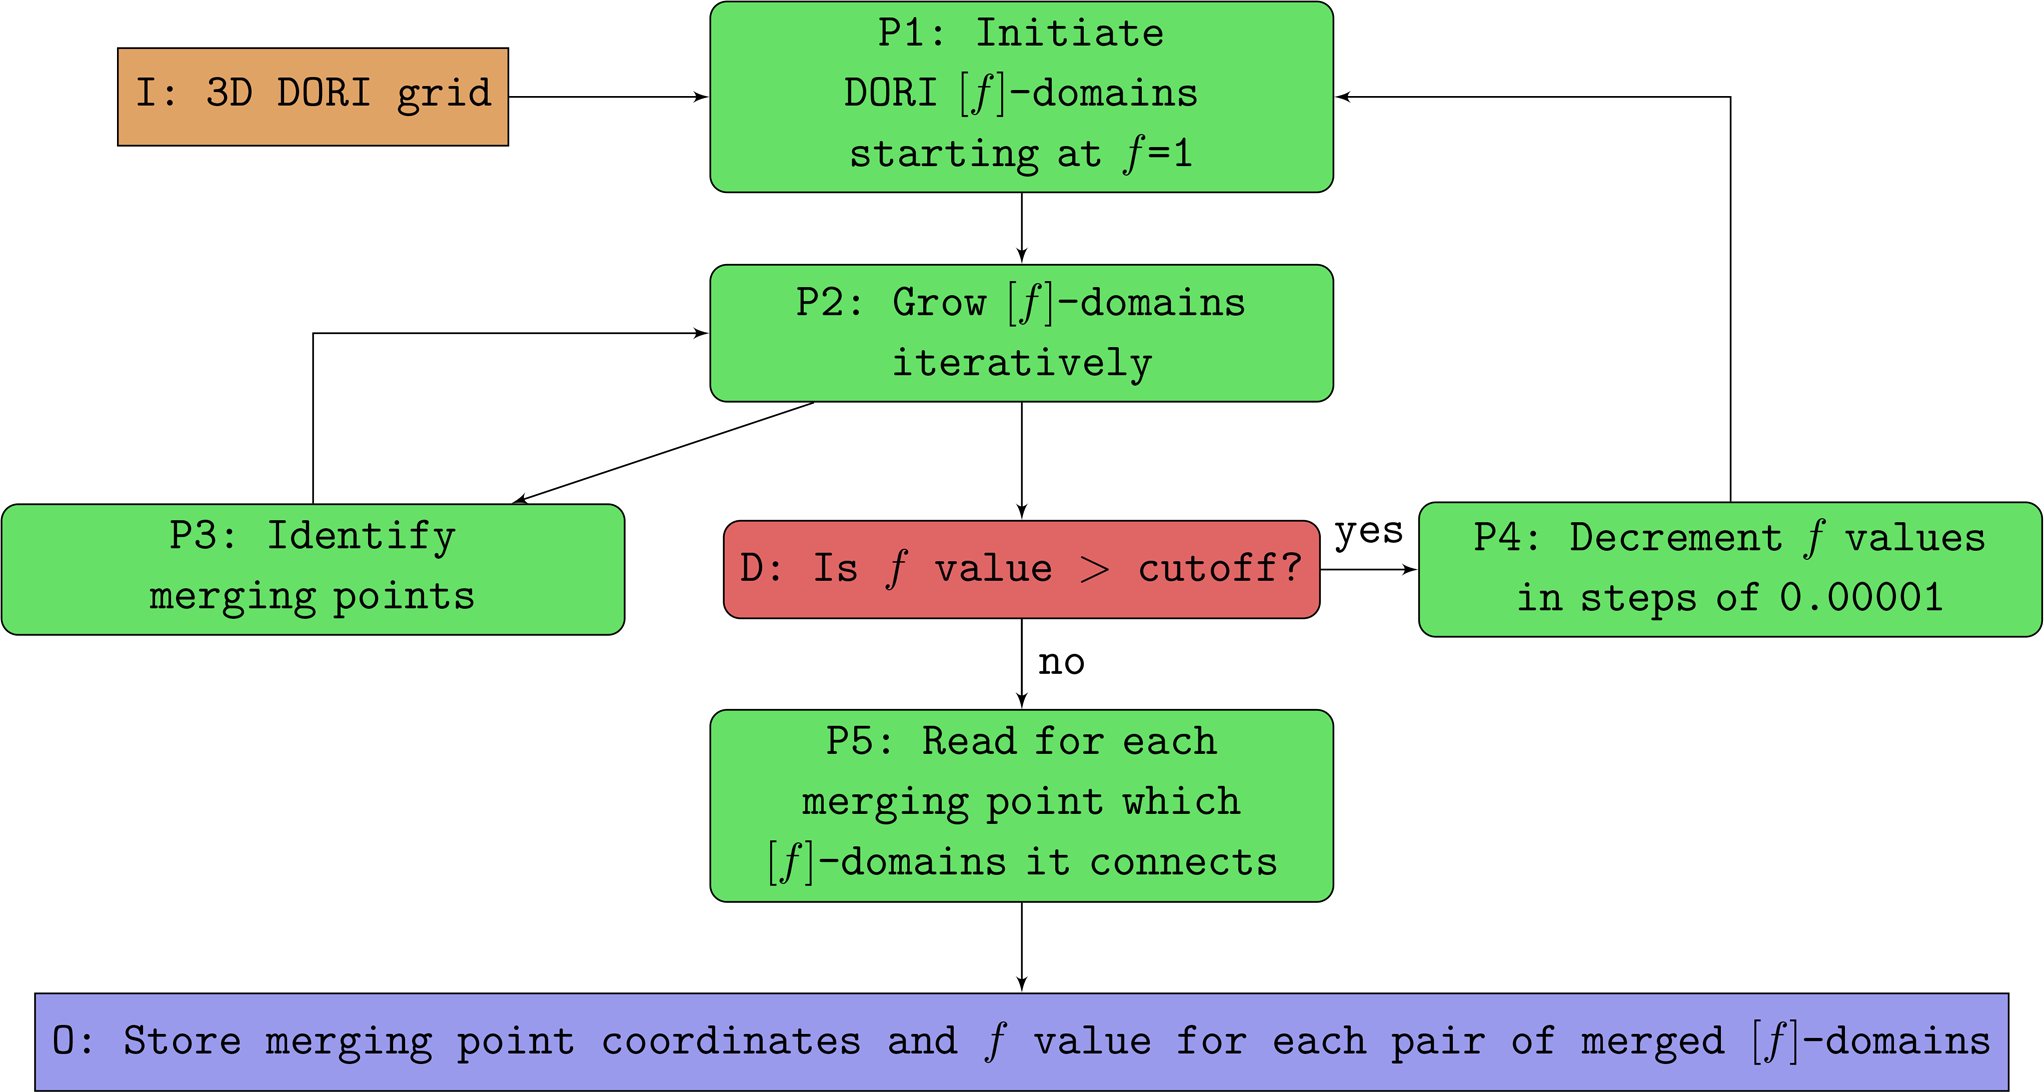 I: 3D DORI grid
P1: Initiate
DORI [f]-domains
starting at f=1
P2: Grow [f]-domains
iteratively
P3: Identify
merging points
D: Is f value > cutoff?
yes
P4: Decrement f values
in steps of 0.00001
no
P5: Read for each
merging point which
[f]-domains it connects
O: Store merging point coordinates and f value for each pair of merged [f]-domains